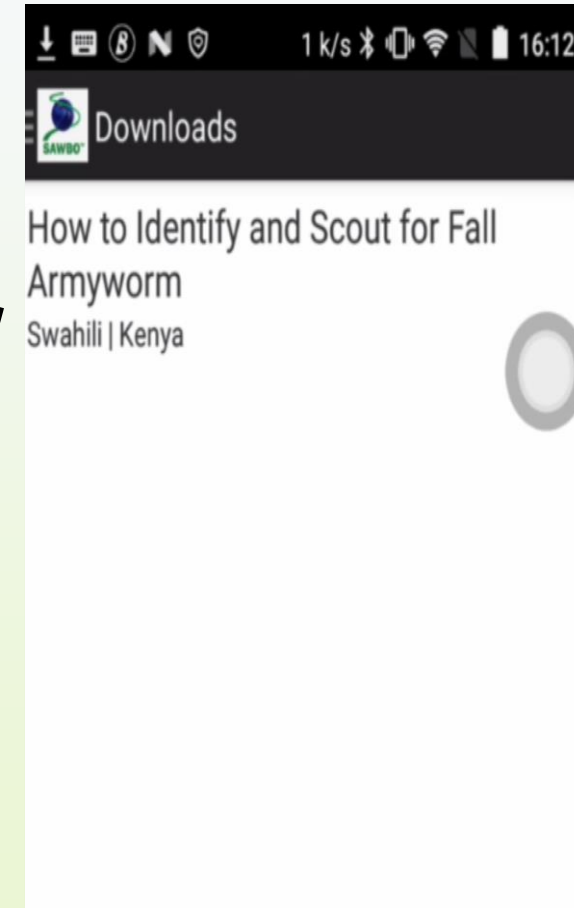 1 k/s 16:12
SAWBO
Downloads
How to Identify and Scout for Fall
Armyworm
Swahili | Kenya